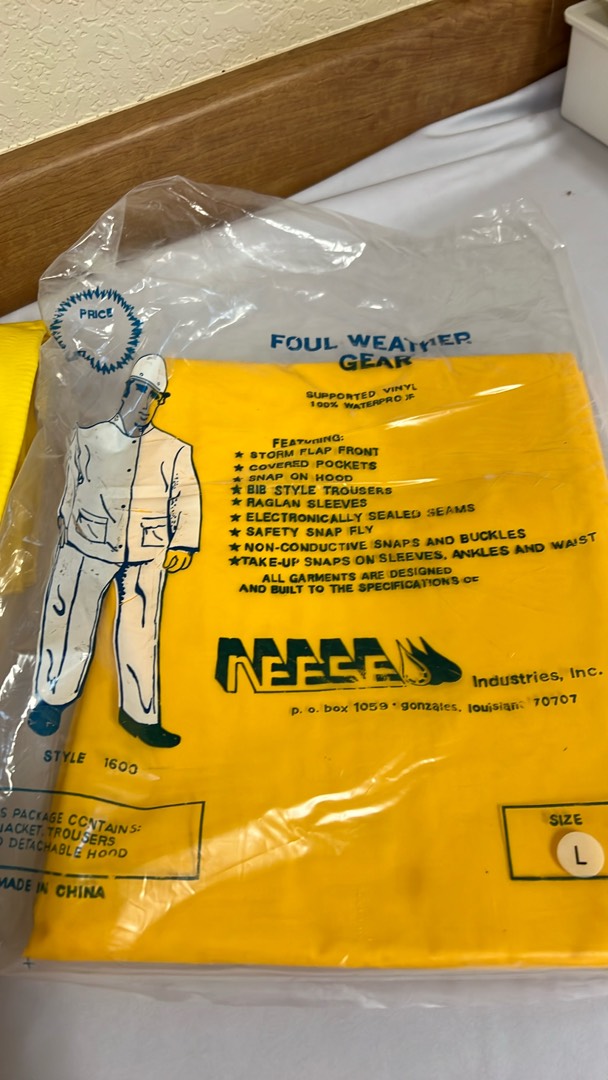 PRICE
FOUL WEATHER
GEAR
SUPPORTED VINYL
100% WATERPROOF
FEATURING:
★ STORM FLAP FRONT
★ COVERED POCKETS
★ SNAP ON HOOD
★ BIB STYLE TROUSERS
★ RAGLAN SLEEVES
★ ELECTRONICALLY SEALED SEAMS
★ SAFETY SNAP FLY
★ NON-CONDUCTIVE SNAPS AND BUCKLES
★ TAKE-UP SNAPS ON SLEEVES, ANKLES AND WAIST
ALL GARMENTS ARE DESIGNED
AND BUILT TO THE SPECIFICATIONS OF
REESE Industries, Inc.
p. o. box 1059 • gonzales, louisiana 70707
STYLE 1600
S PACKAGE CONTAINS:
JACKET, TROUSERS
DETACHABLE HOOD
MADE IN CHINA
SIZE
L